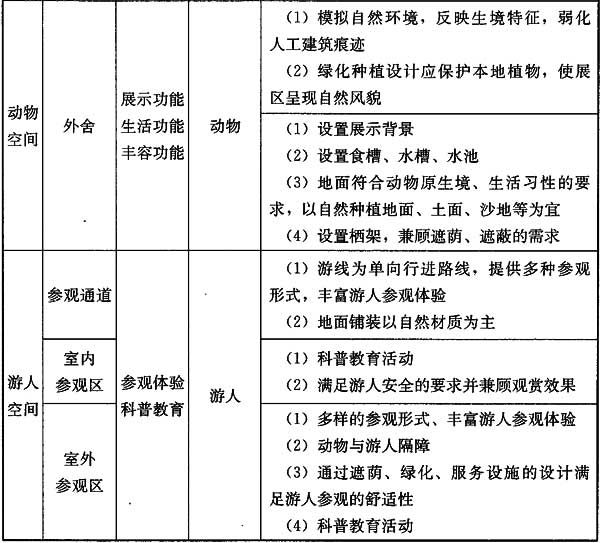 动物
空间
外舍
展示功能
生活功能
丰容功能
动物
(1) 模拟自然环境，反映生境特征，弱化
人工建筑痕迹
(2) 绿化种植设计应保护本地植物，使展
区呈现自然风貌
(1) 设置展示背景
(2) 设置食槽、水槽、水池
(3) 地面符合动物原生境、生活习性的要
求，以自然种植地面、土面、沙地等为宜
(4) 设置栖架，兼顾遮荫、遮蔽的需求
游人
空间
参观通道
参观体验
科普教育
游人
(1) 游线为单向行进路线，提供多种参观
形式，丰富游人参观体验
(2) 地面铺装以自然材质为主
室内
参观区
(1) 科普教育活动
(2) 满足游人安全的要求并兼顾观赏效果
室外
参观区
(1) 多样的参观形式、丰富游人参观体验
(2) 动物与游人隔障
(3) 通过遮荫、绿化、服务设施的设计满
足游人参观的舒适性
(4) 科普教育活动